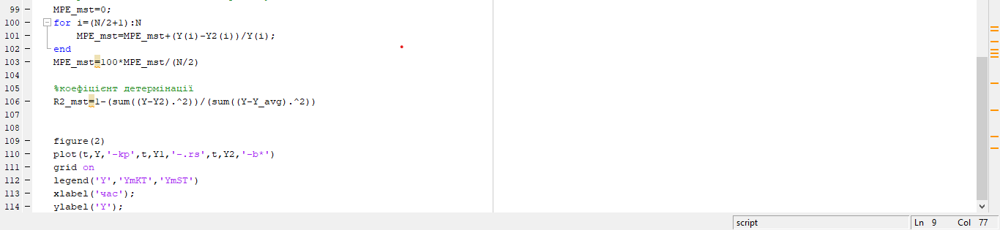 99 – MPE_mst=0;
100 – for i=(N/2+1):N
101 – MPE_mst=MPE_mst+(Y(i)-Y2(i))/Y(i);
102 – end
103 – MPE_mst=100*MPE_mst/(N/2)
104
105 %коефіцієнт детермінації
106 – R2_mst=1-(sum((Y-Y2).^2))/(sum((Y-Y_avg).^2))
107
108
109 – figure(2)
110 – plot(t,Y,'-kp',t,Y1,'-.rs',t,Y2,'-b*')
111 – grid on
112 – legend('Y','YmKT','YmST')
113 – xlabel('час');
114 – ylabel('Y');
script Ln 9 Col 77